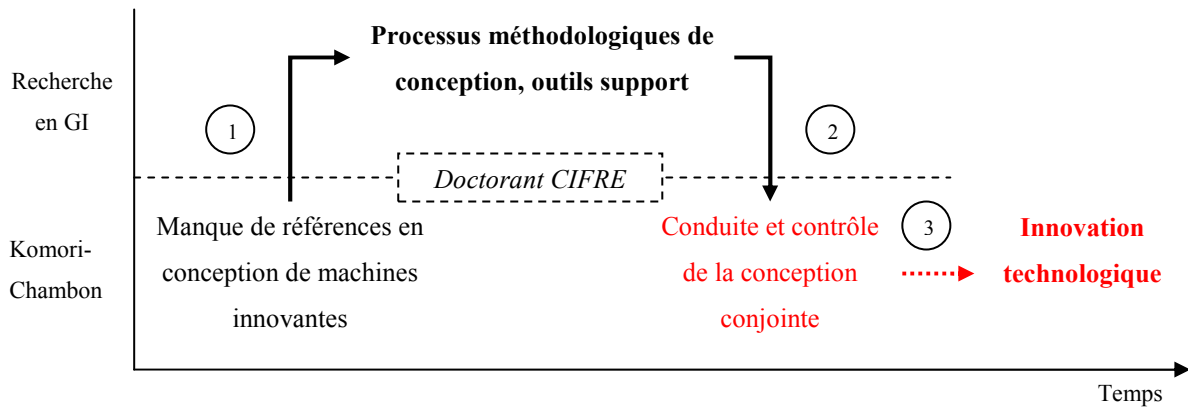 Processus méthodologiques de
conception, outils support
Recherche
en GI
1
2
Doctorant CIFRE
Komori-
Chambon
Manque de références en
conception de machines
innovantes
Conduite et contrôle
de la conception
conjointe
3
Innovation
technologique
Temps